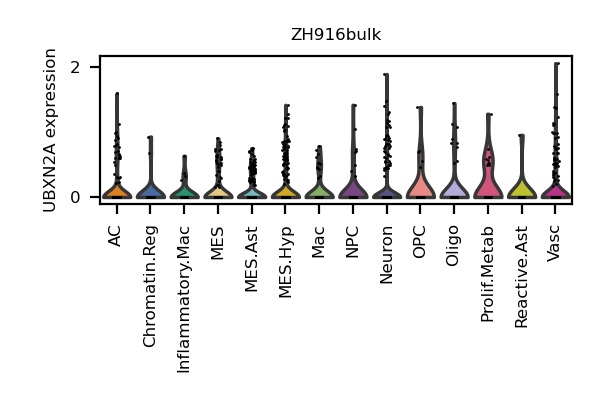 ZH916bulk
UBXN2A expression
2
0
AC
Chromatin.Reg
Inflammatory.Mac
MES
MES.Ast
MES.Hyp
Mac
NPC
Neuron
OPC
Oligo
Prolif.Metab
Reactive.Ast
Vasc